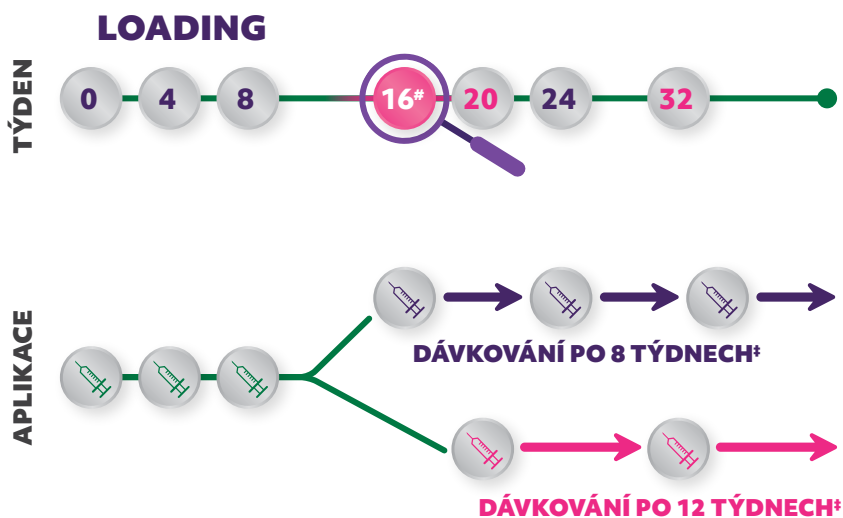 LOADING
TÝDEN
0 4 8 16# 20 24 32
APLIKACE
DÁVKOVÁNÍ PO 8 TÝDNECH‡
DÁVKOVÁNÍ PO 12 TÝDNECH‡